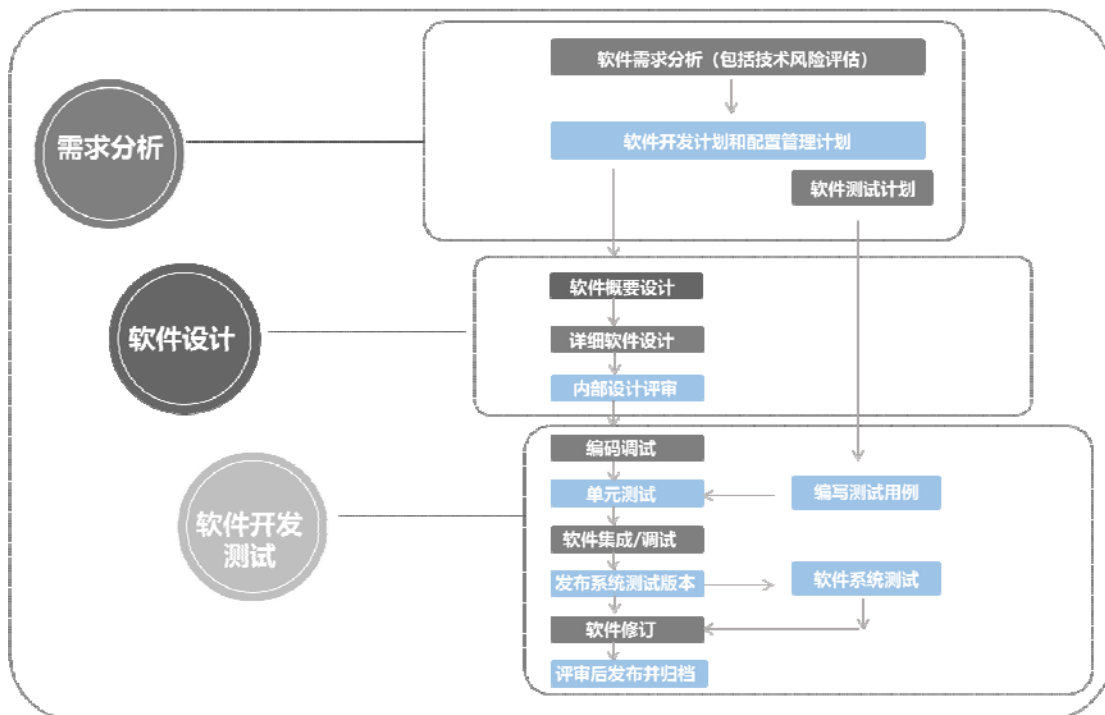 需求分析
软件需求分析（包括技术风险评估）
软件开发计划和配置管理计划
软件测试计划
软件设计
软件概要设计
详细软件设计
内部设计评审
软件开发
测试
编码调试
单元测试
编写测试用例
软件集成/调试
发布系统测试版本
软件系统测试
软件修订
评审后发布并归档